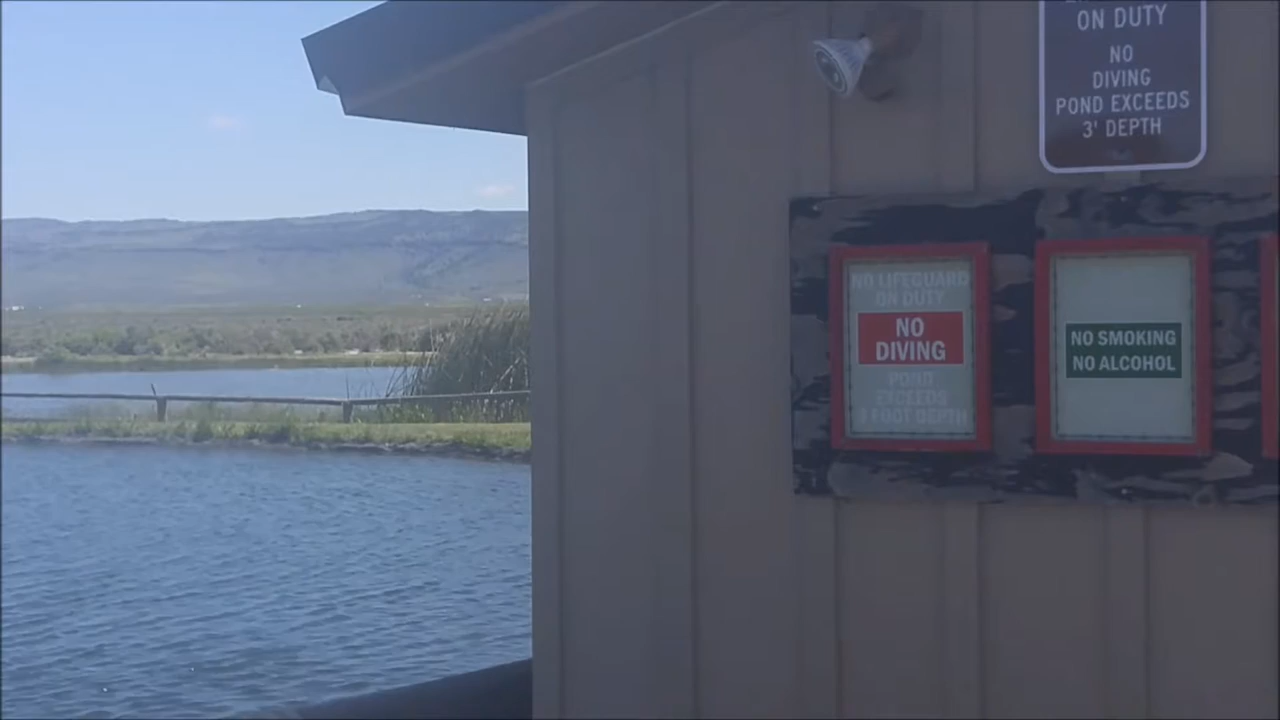 ON DUTY
NO
DIVING
POND EXCEEDS
3' DEPTH
NO LIFEGUARD
ON DUTY
NO
DIVING
POND
EXCEEDS
3 FOOT DEPTH
NO SMOKING
NO ALCOHOL